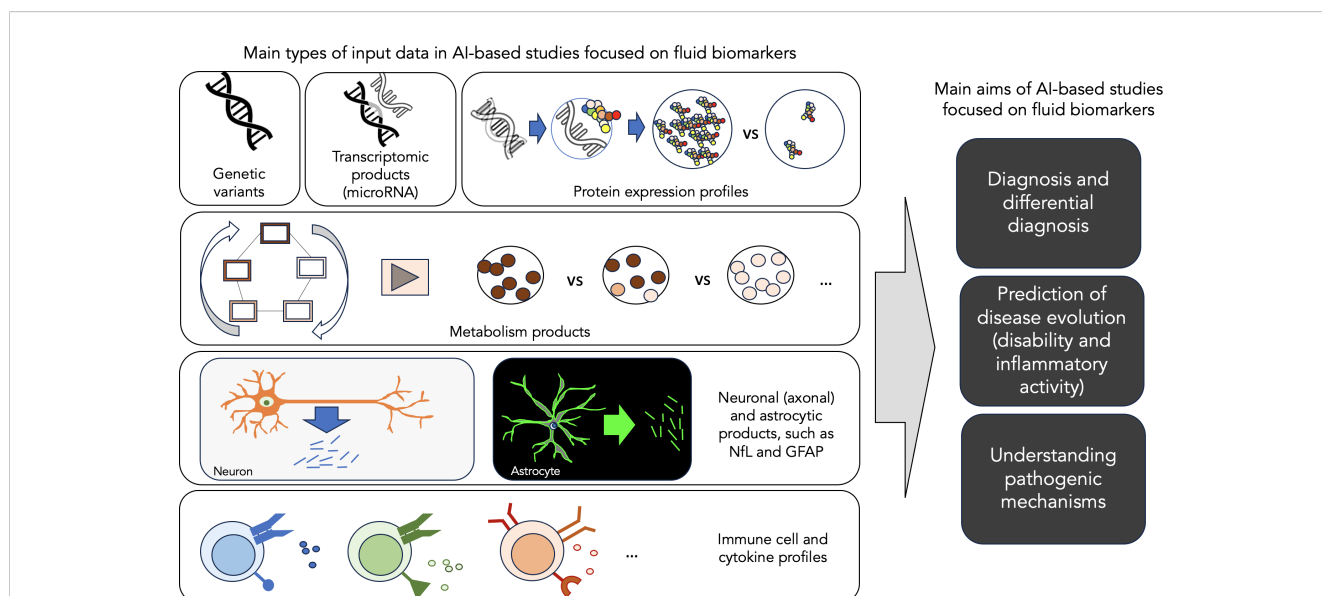 Main types of input data in AI-based studies focused on fluid biomarkers
Genetic
variants
Transcriptomic
products
(microRNA)
vs
Protein expression profiles
vs
vs
...
Metabolism products
Neuron
Astrocyte
Neuronal (axonal)
and astrocytic
products, such as
NfL and GFAP
...
Immune cell and
cytokine profiles
Main aims of AI-based studies
focused on fluid biomarkers
Diagnosis and
differential
diagnosis
Prediction of
disease evolution
(disability and
inflammatory
activity)
Understanding
pathogenic
mechanisms